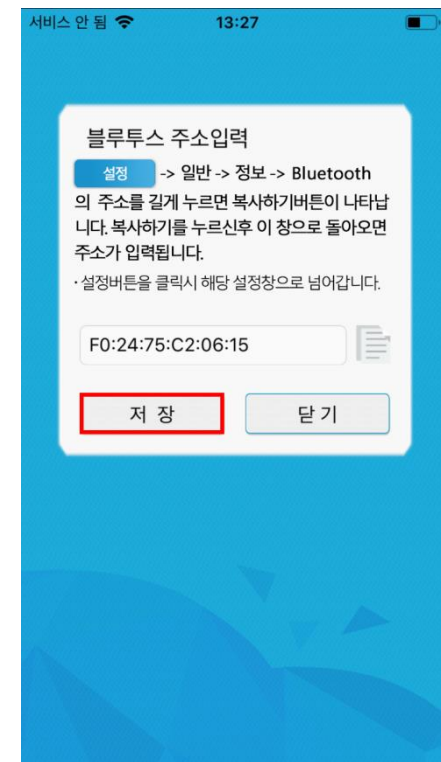 서비스 안 됨 13:27
블루투스 주소입력
설정 -> 일반 -> 정보 -> Bluetooth
의 주소를 길게 누르면 복사하기버튼이 나타납
니다. 복사하기를 누르신후 이 창으로 돌아오면
주소가 입력됩니다.
· 설정버튼을 클릭시 해당 설정창으로 넘어갑니다.
F0:24:75:C2:06:15
저 장 닫 기